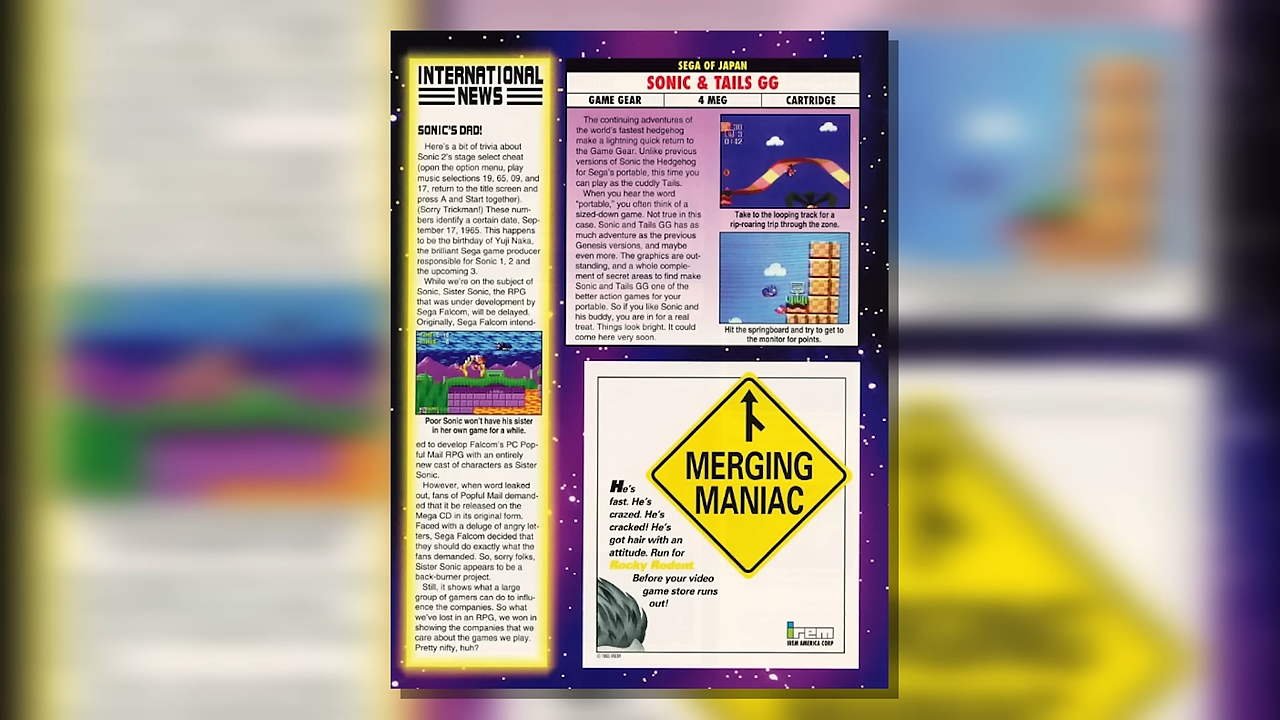 INTERNATIONAL
NEWS
SONIC'S DAD!
Here's a bit of trivia about
Sonic 2's stage select cheat
(open the option menu, play
music selections 19, 65, 09, and
17, return to the title screen and
press A and Start together).
(Sorry Trickman!) These num-
bers identify a certain date, Sep-
tember 17, 1965. This happens
to be the birthday of Yuji Naka,
the brilliant Sega game producer
responsible for Sonic 1, 2 and
the upcoming 3.
While we're on the subject of
Sonic, Sister Sonic, the RPG
that was under development by
Sega Falcom, will be delayed.
Originally, Sega Falcom intend-
Poor Sonic won't have his sister
in her own game for a while.
ed to develop Falcom's PC Pop-
ful Mail RPG with an entirely
new cast of characters as Sister
Sonic.
However, when word leaked
out, fans of Popful Mail demand-
ed that it be released on the
Mega CD in its original form.
Faced with a deluge of angry let-
ters, Sega Falcom decided that
they should do exactly what the
fans demanded. So, sorry folks,
Sister Sonic appears to be a
back-burner project.
Still, it shows what a large
group of gamers can do to influ-
ence the companies. So what
we've lost in an RPG, we won in
showing the companies that we
care about the games we play.
Pretty nifty, huh?
SEGA OF JAPAN
SONIC & TAILS GG
GAME GEAR 4 MEG CARTRIDGE
The continuing adventures of
the world's fastest hedgehog
make a lightning quick return to
the Game Gear. Unlike previous
versions of Sonic the Hedgehog
for Sega's portable, this time you
can play as the cuddly Tails.
When you hear the word
"portable," you often think of a
sized-down game. Not true in this
case. Sonic and Tails GG has as
much adventure as the previous
Genesis versions, and maybe
even more. The graphics are out-
standing, and a whole comple-
ment of secret areas to find make
Sonic and Tails GG one of the
better action games for your
portable. So if you like Sonic and
his buddy, you are in for a real
treat. Things look bright. It could
come here very soon.
30
3
0:42
Take to the looping track for a
rip-roaring trip through the zone.
Hit the springboard and try to get to
the monitor for points.
MERGING
MANIAC
He's
fast. He's
crazed. He's
cracked! He's
got hair with an
attitude. Run for
Rocky Rodent.
Before your video
game store runs
out!
irem
IREM AMERICA CORP
© 1993 IREM